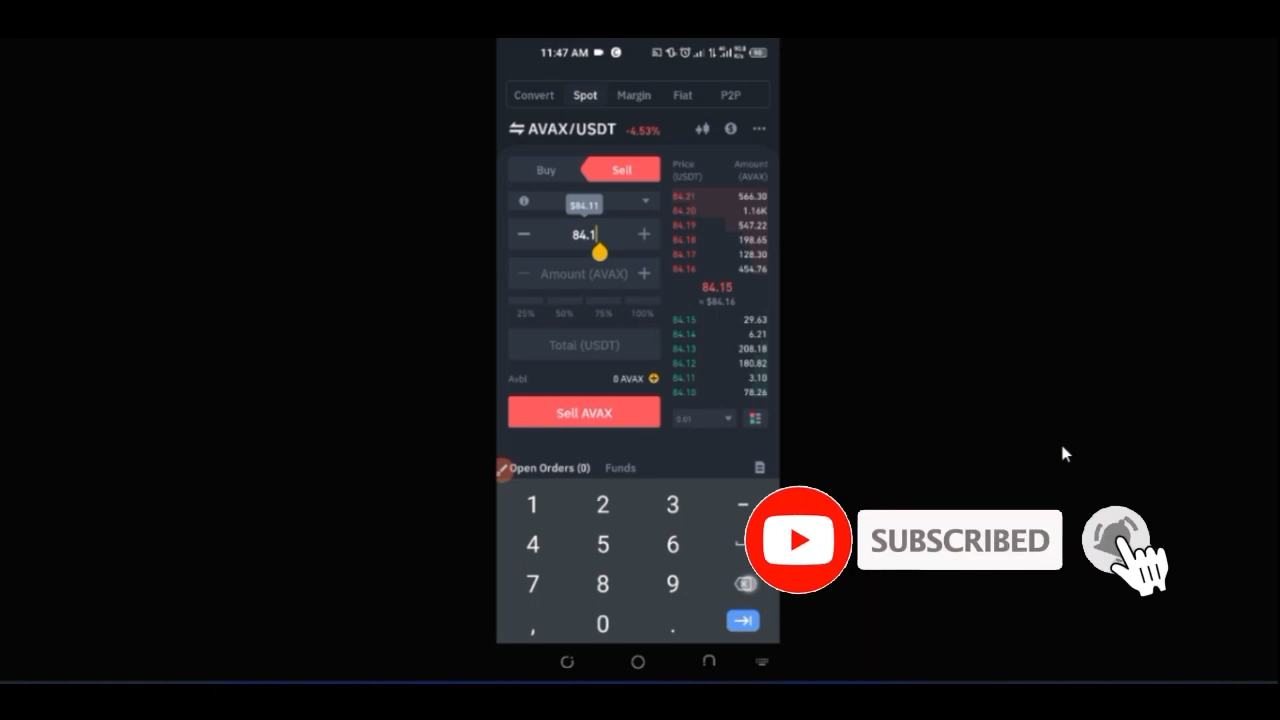 11:47 AM
Convert Spot Margin Fiat P2P
AVAX/USDT -4.53%
Buy Sell
Price Amount
(USDT) (AVAX)
$84.11
84.1
Amount (AVAX)
25% 50% 75% 100%
Total (USDT)
Avbl 0 AVAX
Sell AVAX
84.21 566.30
84.20 1.16K
84.19 547.22
84.18 198.65
84.17 128.30
84.16 454.76
84.15
≈ $84.16
84.15 29.63
84.14 6.21
84.13 208.18
84.12 180.82
84.11 3.10
84.10 78.26
0.01
Open Orders (0) Funds
1 2 3 -
4 5 6
7 8 9
, 0 .
SUBSCRIBED